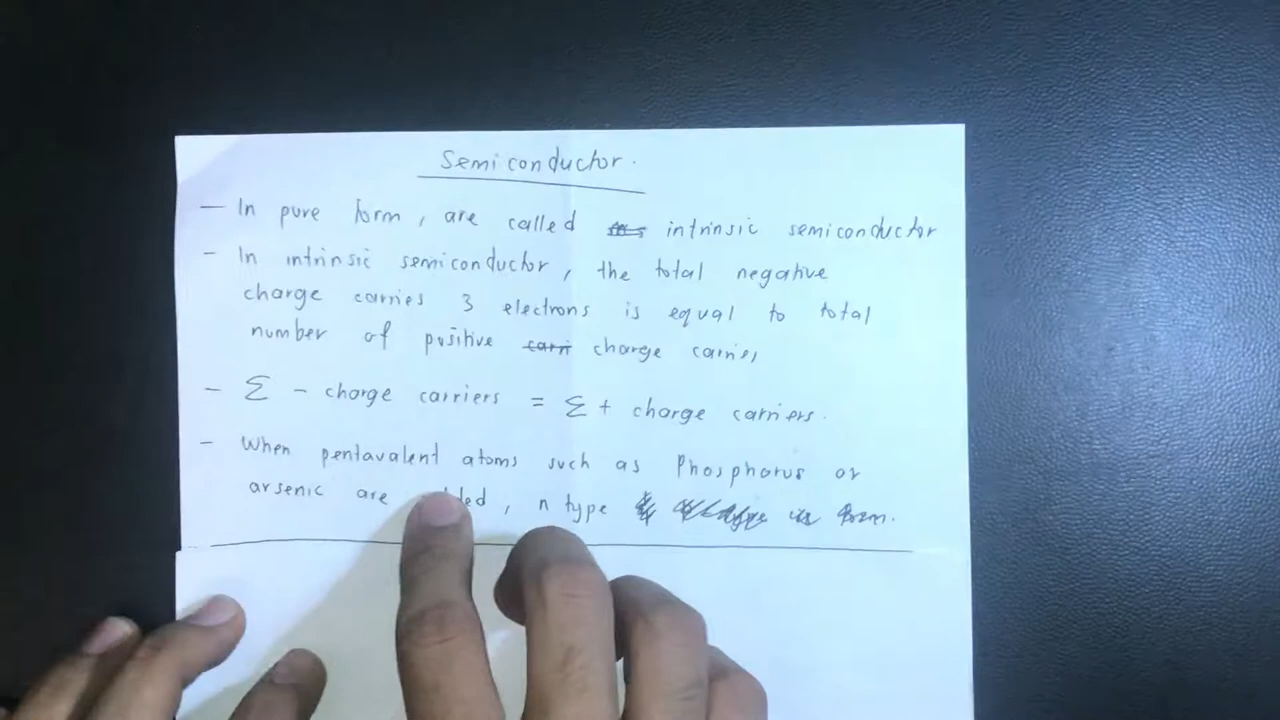 Semiconductor.
— In pure form, are called intrinsic semiconductor
- In intrinsic semiconductor, the total negative
charge carries 3 electrons is equal to total
number of positive charge carries
- Σ - charge carriers = Σ + charge carriers.
- When pentavalent atoms such as Phosphorus or
arsenic are , n type is form.